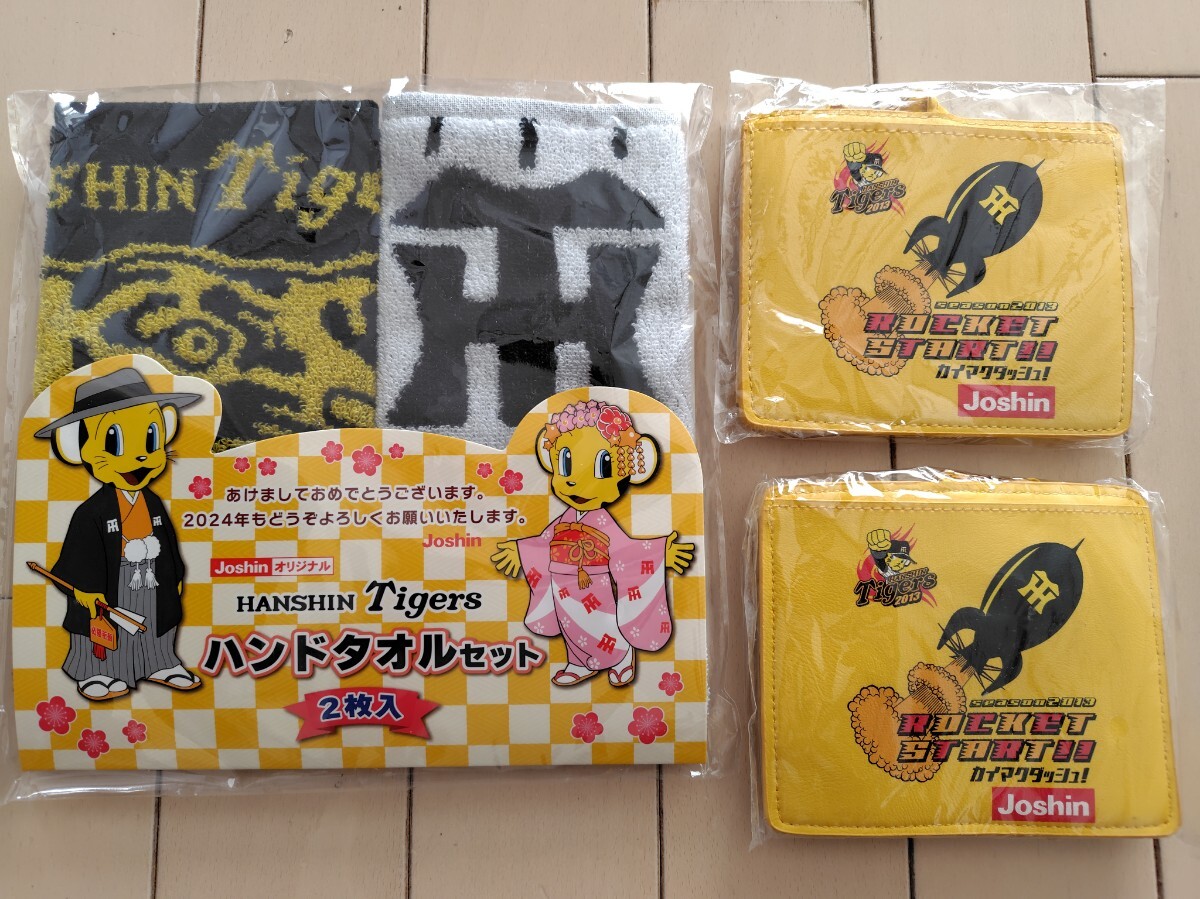 SHIN Tige
あけましておめでとうございます。
2024年もどうぞよろしくお願いいたします。
Joshin
Joshin オリジナル
HANSHIN Tigers
ハンドタオルセット
2枚入
HANSHIN
Tigers
2013
season2013
ROCKET
START!!
カイマクダッシュ!
Joshin
HANSHIN
Tigers
2013
season2013
ROCKET
START!!
カイマクダッシュ!
Joshin